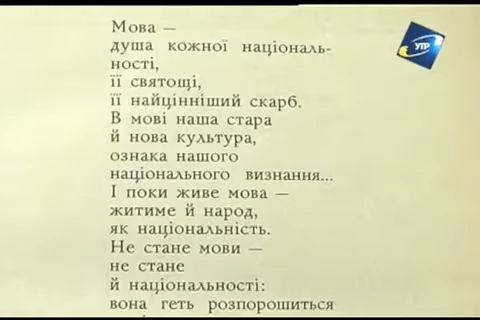 Мова —
душа кожної національ-
ності,
її святощі,
її найцінніший скарб.
В мові наша стара
й нова культура,
ознака нашого
національного визнання...
І поки живе мова —
житиме й народ,
як національність.
Не стане мови —
не стане
й національності:
вона геть розпорошиться
УТР